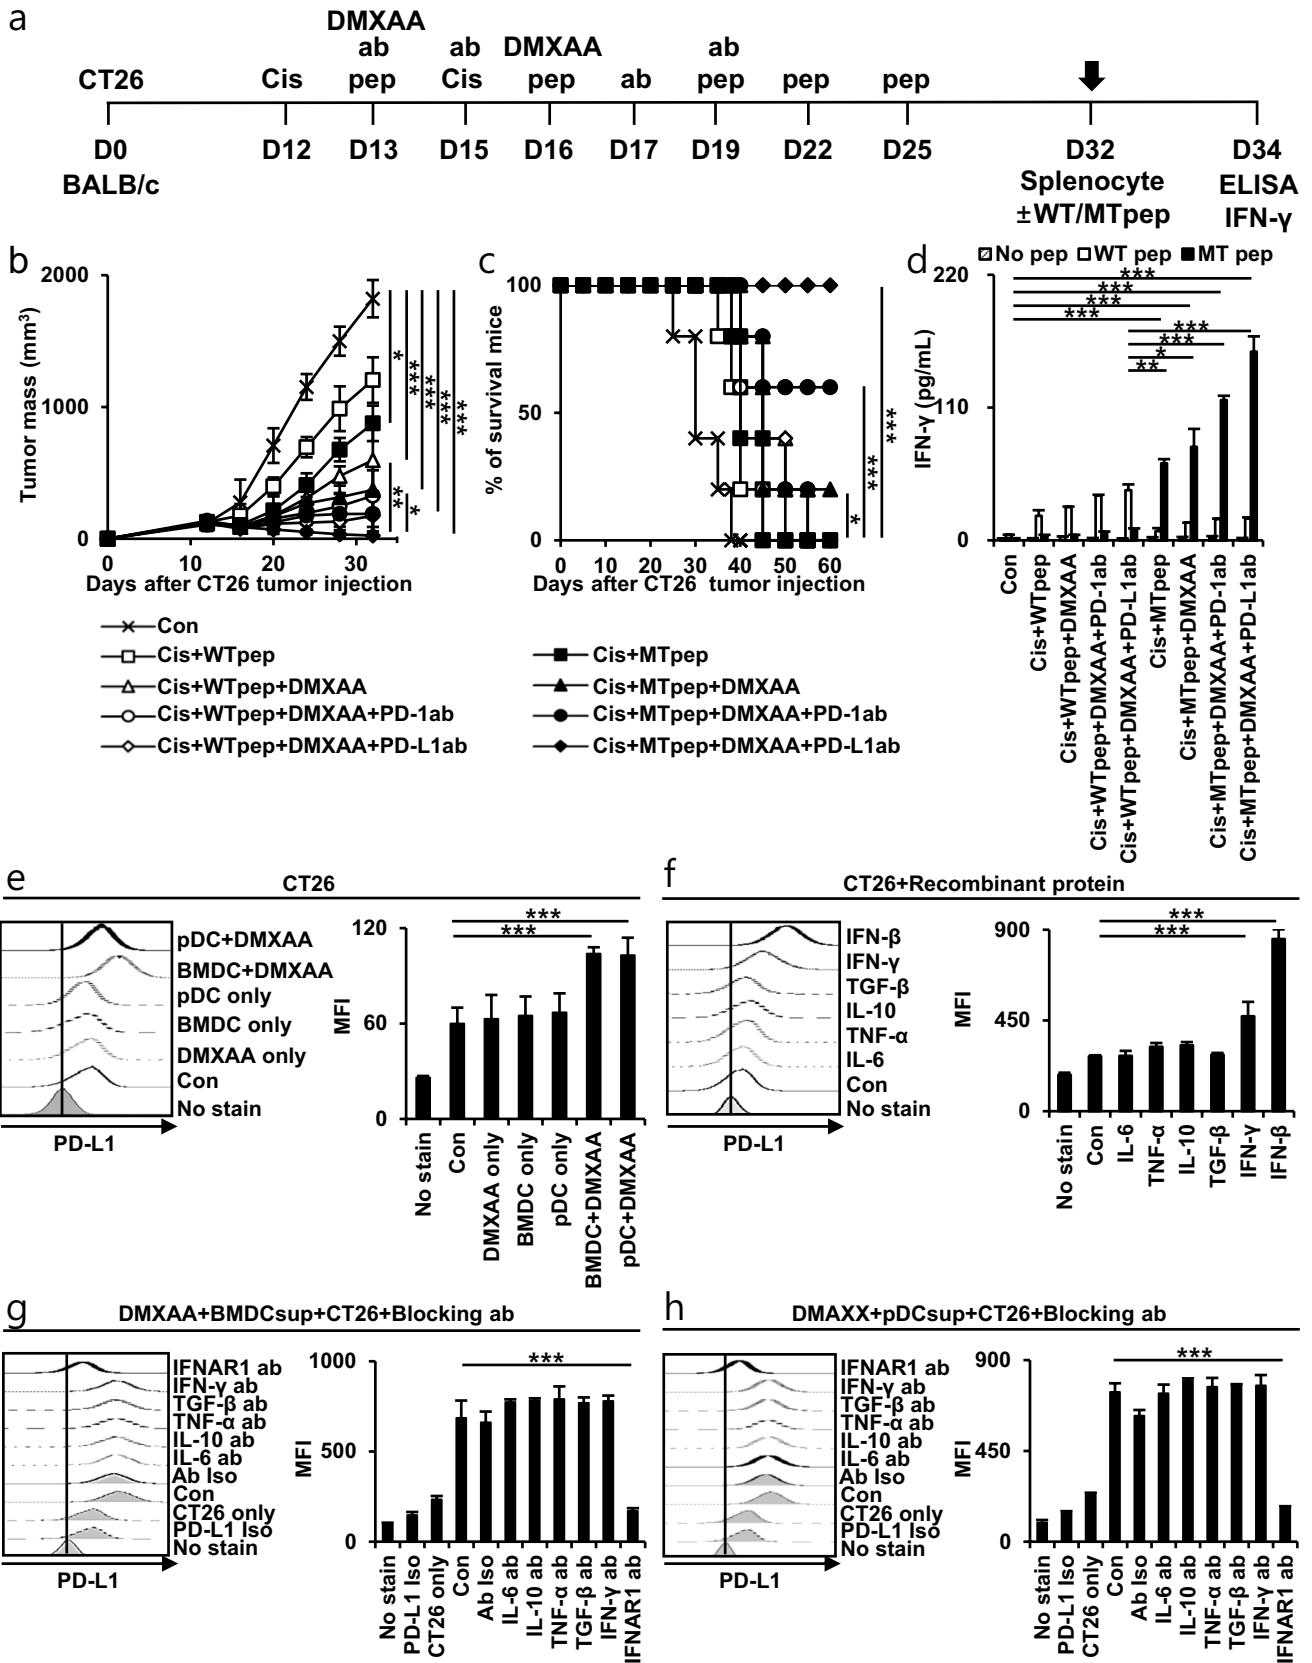 a
DMXAA
ab ab ab
CT26 Cis pep Cis DMXAA pep ab pep pep pep
D0 D12 D13 D15 D16 D17 D19 D22 D25 D32 D34
BALB/c
Splenocyte
±WT/MTpep
ELISA
IFN-γ
b
Tumor mass (mm³)
2000
1000
0
0 10 20 30
Days after CT26 tumor injection
*
***
***
***
***
**
*
c
% of survival mice
100
50
0
0 10 20 30 40 50 60
Days after CT26 tumor injection
*
***
***
d
No pep WT pep MT pep
IFN-γ (pg/mL)
220
110
0
***
***
***
***
***
***
*
**
Con
Cis+WTpep
Cis+WTpep+DMXAA
Cis+WTpep+DMXAA+PD-1ab
Cis+WTpep+DMXAA+PD-L1ab
Cis+MTpep
Cis+MTpep+DMXAA
Cis+MTpep+DMXAA+PD-1ab
Cis+MTpep+DMXAA+PD-L1ab
Con
Cis+WTpep
Cis+WTpep+DMXAA
Cis+WTpep+DMXAA+PD-1ab
Cis+WTpep+DMXAA+PD-L1ab
Cis+MTpep
Cis+MTpep+DMXAA
Cis+MTpep+DMXAA+PD-1ab
Cis+MTpep+DMXAA+PD-L1ab
e
CT26
pDC+DMXAA
BMDC+DMXAA
pDC only
BMDC only
DMXAA only
Con
No stain
PD-L1
MFI
120
60
0
***
***
No stain
Con
DMXAA only
BMDC only
pDC only
BMDC+DMXAA
pDC+DMXAA
f
CT26+Recombinant protein
IFN-β
IFN-γ
TGF-β
IL-10
TNF-α
IL-6
Con
No stain
PD-L1
MFI
900
450
0
***
***
No stain
Con
IL-6
TNF-α
IL-10
TGF-β
IFN-γ
IFN-β
g
DMXAA+BMDCsup+CT26+Blocking ab
IFNAR1 ab
IFN-γ ab
TGF-β ab
TNF-α ab
IL-10 ab
IL-6 ab
Ab Iso
Con
CT26 only
PD-L1 Iso
No stain
PD-L1
MFI
1000
500
0
***
No stain
PD-L1 Iso
CT26 only
Con
Ab Iso
IL-6 ab
IL-10 ab
TNF-α ab
TGF-β ab
IFN-γ ab
IFNAR1 ab
h
DMAXX+pDCsup+CT26+Blocking ab
IFNAR1 ab
IFN-γ ab
TGF-β ab
TNF-α ab
IL-10 ab
IL-6 ab
Ab Iso
Con
CT26 only
PD-L1 Iso
No stain
PD-L1
MFI
900
450
0
***
No stain
PD-L1 Iso
CT26 only
Con
Ab Iso
IL-6 ab
IL-10 ab
TNF-α ab
TGF-β ab
IFN-γ ab
IFNAR1 ab